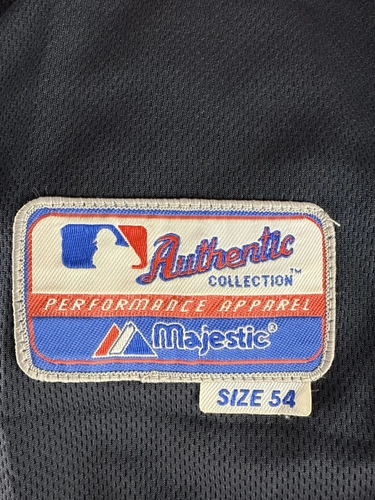 Authentic
COLLECTION™
PERFORMANCE APPAREL
Majestic®
SIZE 54